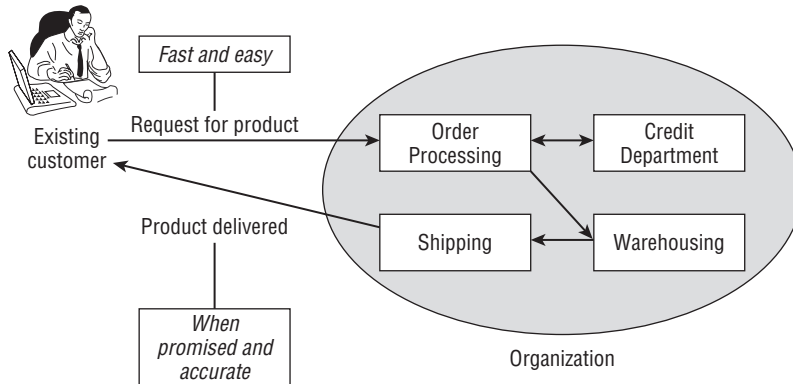 Fast and easy
Request for product
Existing
customer
Order
Processing
Credit
Department
Product delivered
Shipping
Warehousing
When
promised and
accurate
Organization